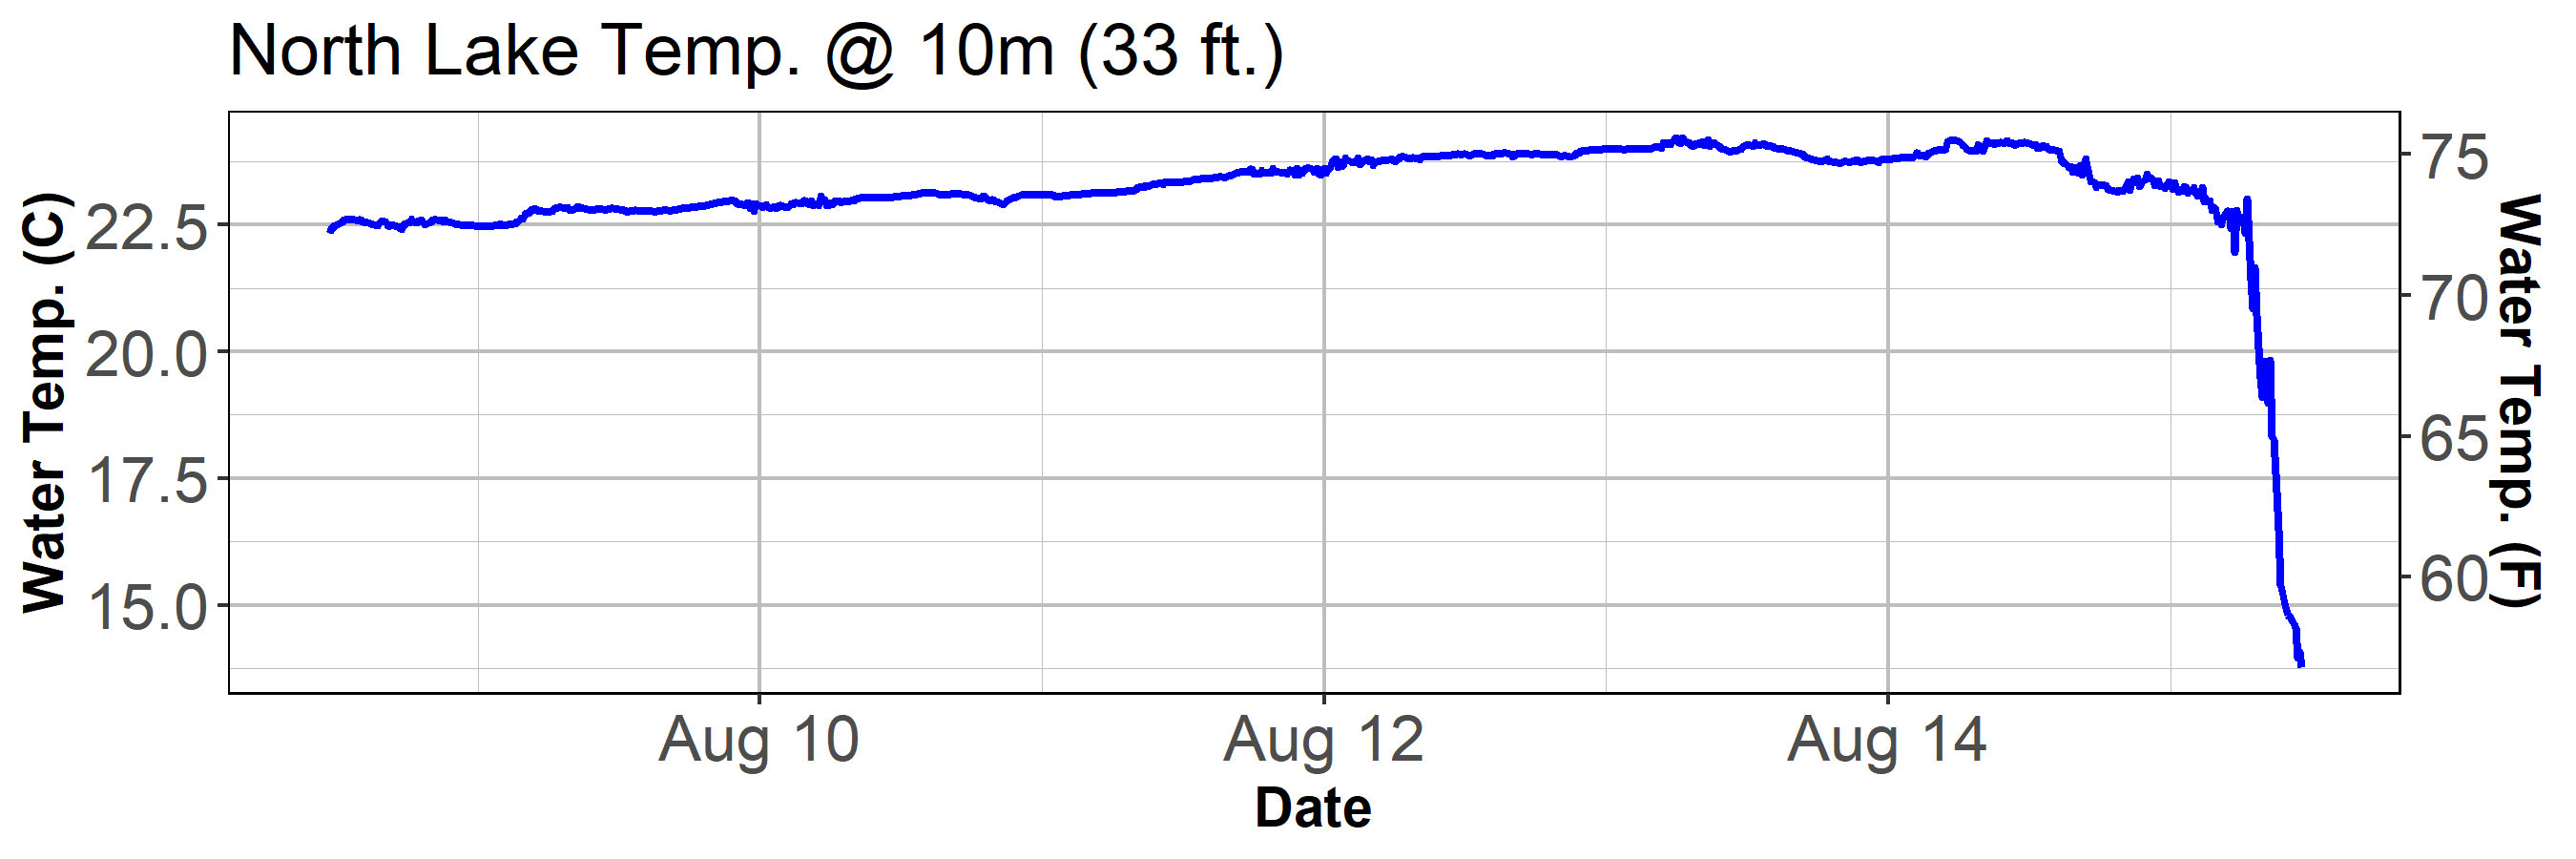 North Lake Temp. @ 10m (33 ft.)
Water Temp. (C)
22.5
20.0
17.5
15.0
75
70
65
60
Water Temp. (F)
Aug 10
Aug 12
Aug 14
Date